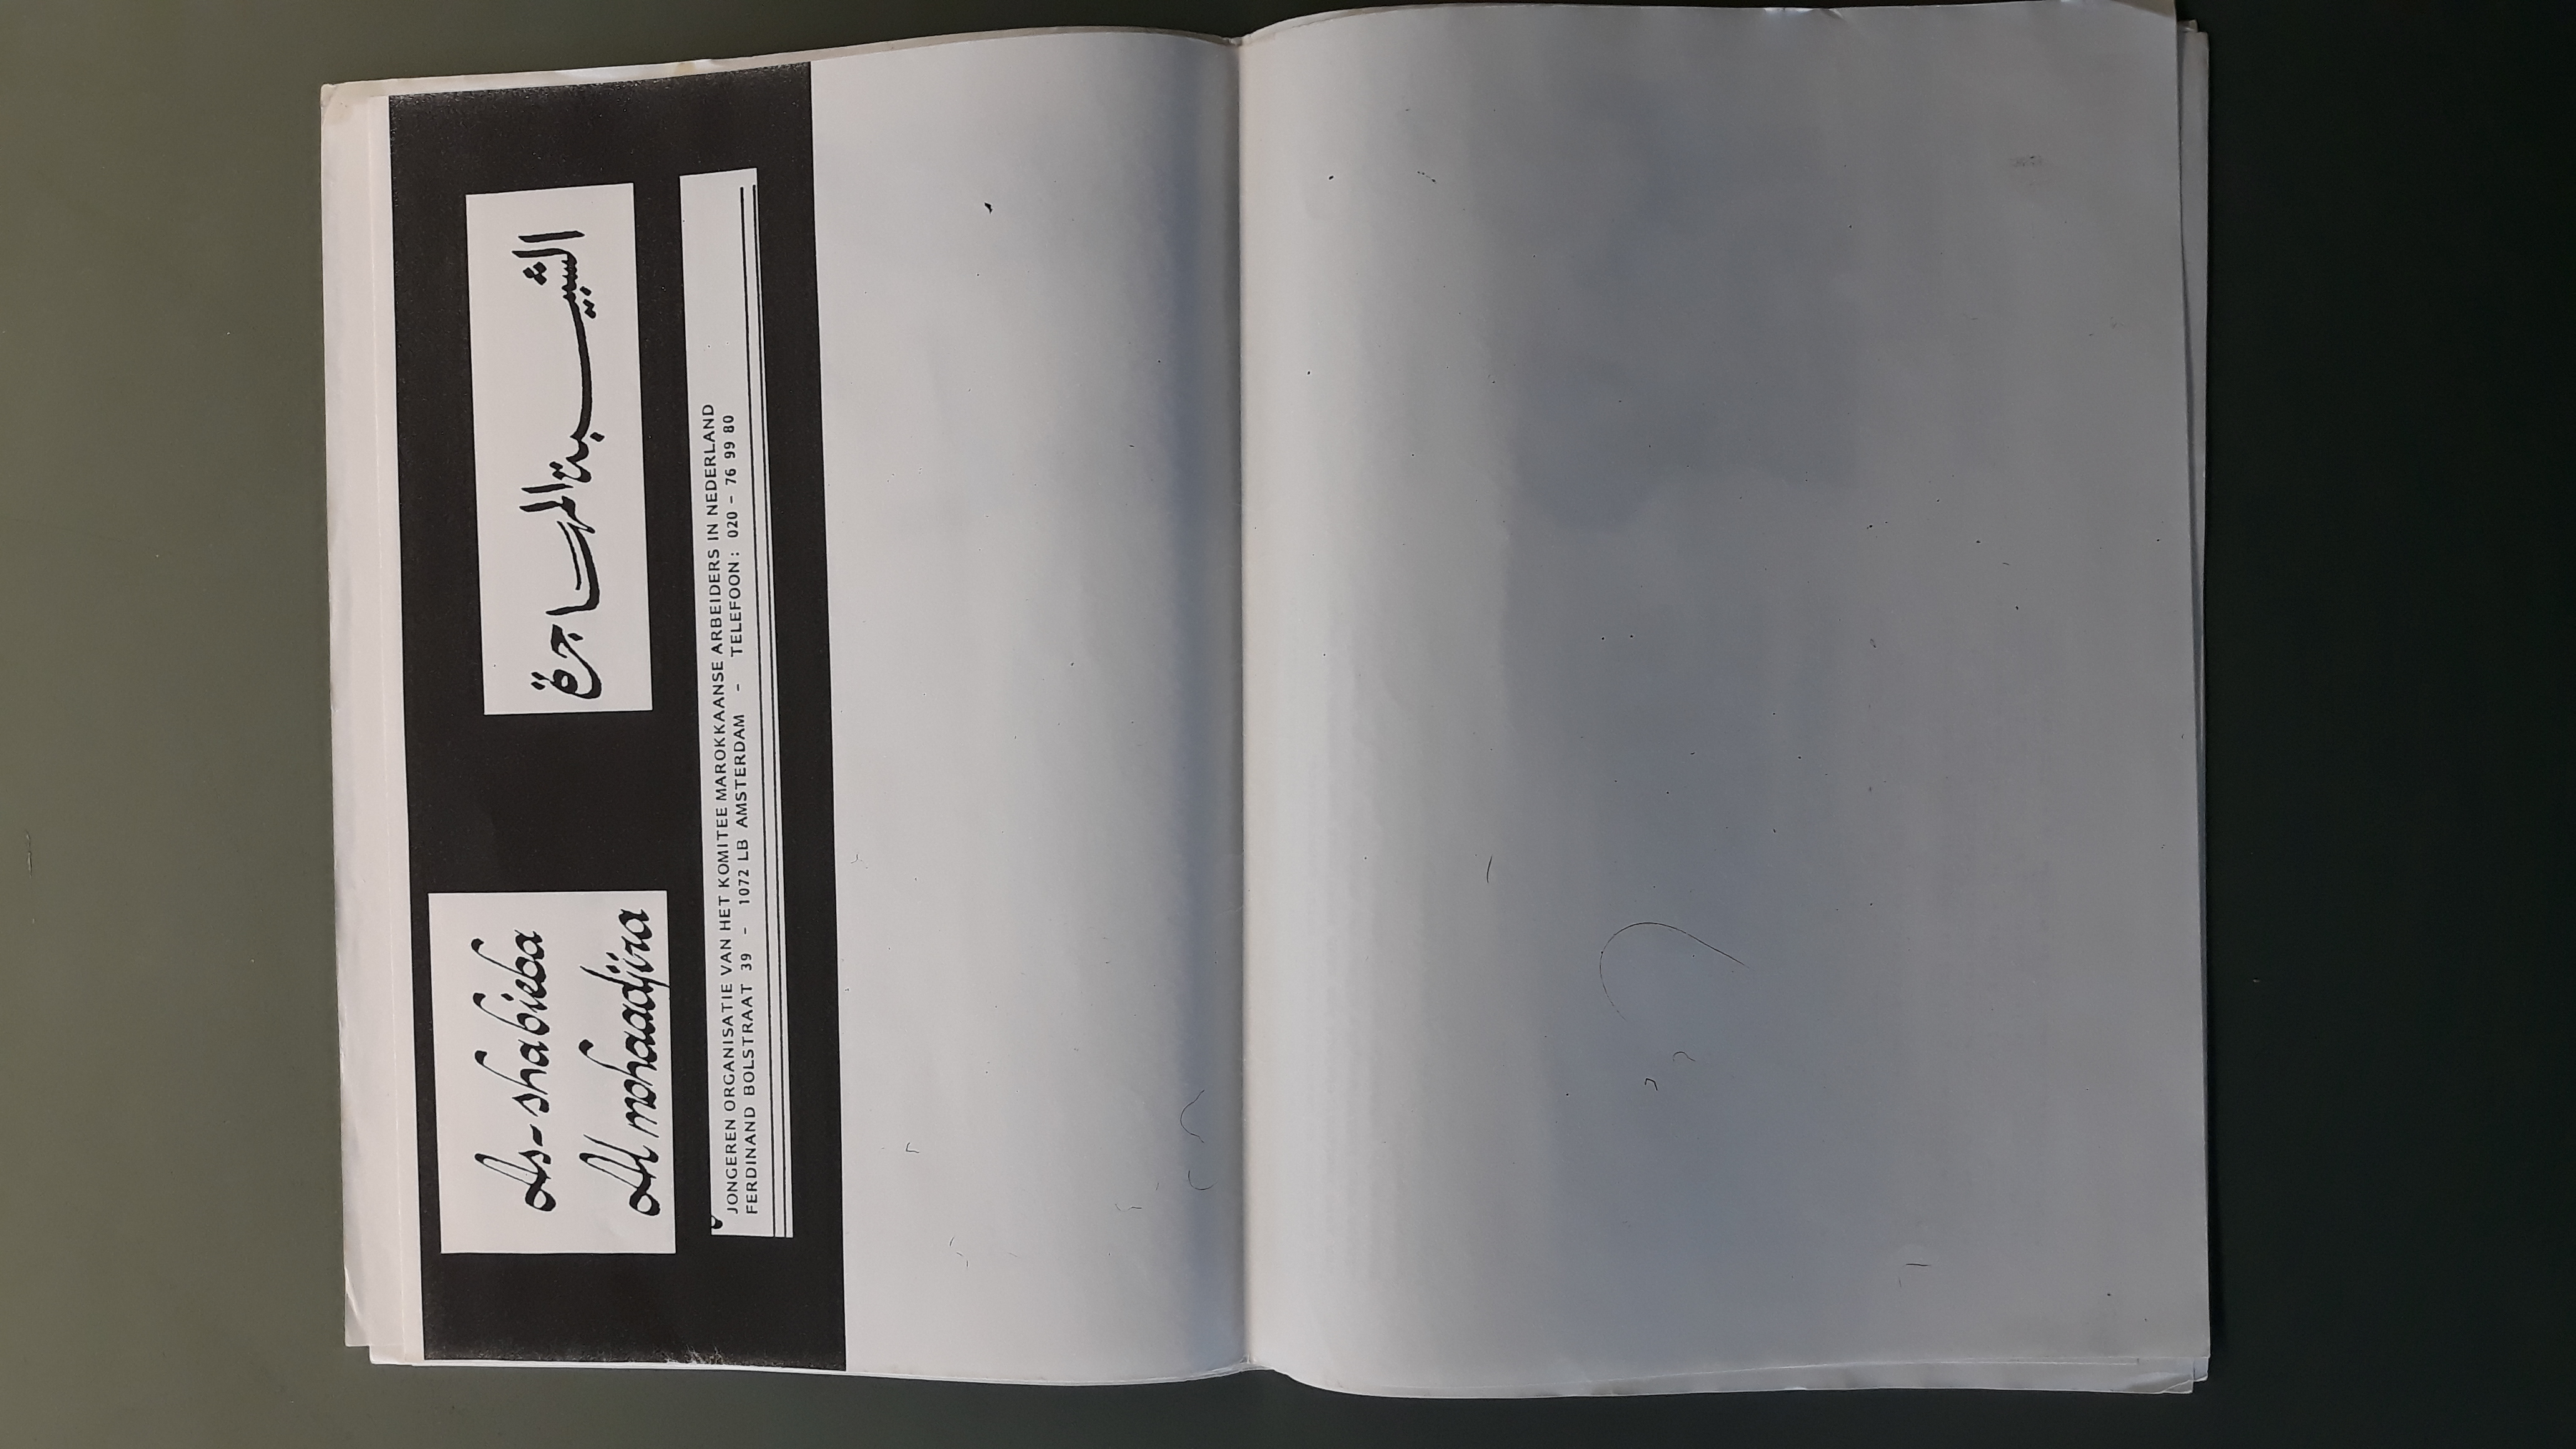 As-shabieba
Al mohaadjira
الشبيبة المهاجرة
JONGEREN ORGANISATIE VAN HET KOMITEE MAROKKAANSE ARBEIDERS IN NEDERLAND
FERDINAND BOLSTRAAT 39 - 1072 LB AMSTERDAM - TELEFOON: 020 - 76 99 80